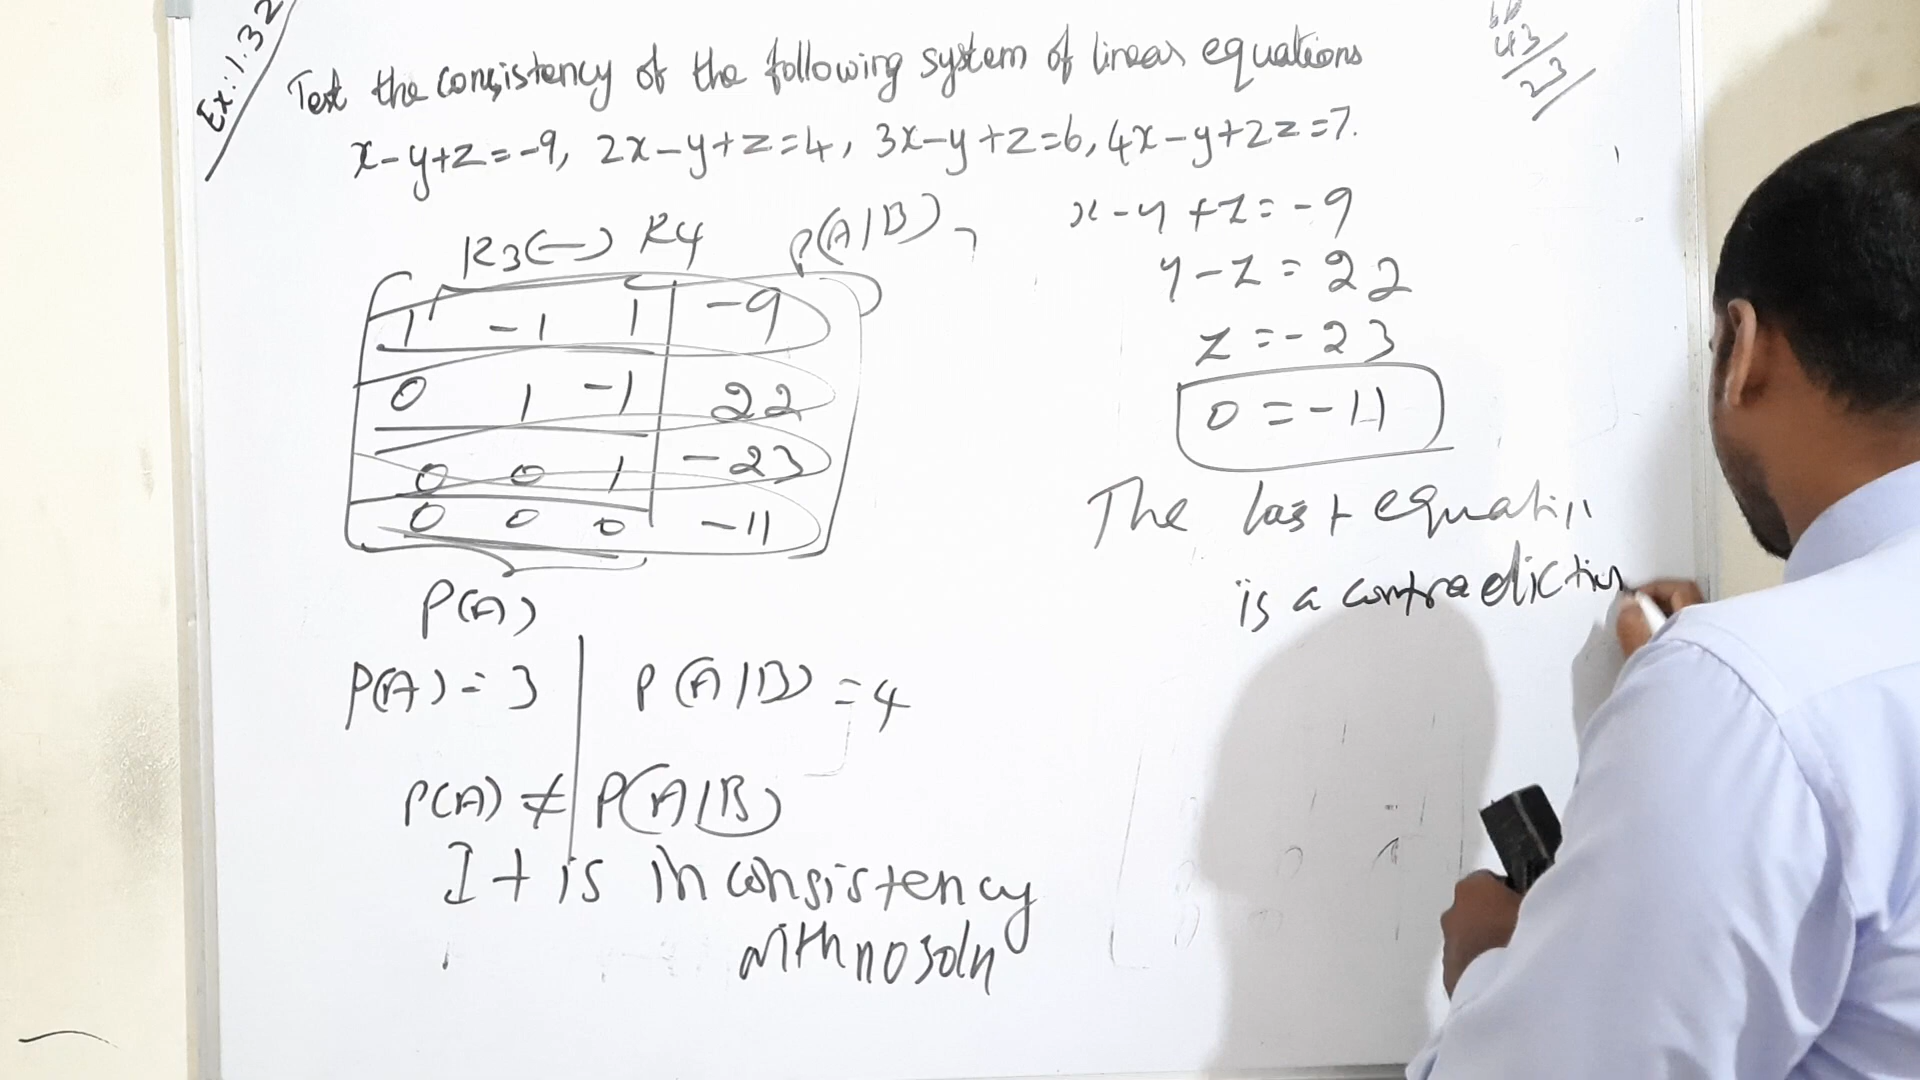 Ex:1.32
Test the consistency of the following system of linear equations
x-y+z=-9, 2x-y+z=4, 3x-y+z=6, 4x-y+2z=7.
43
23
R3(-) R4
ρ(A|B)
1 -1 1 | -9
0 1 -1 | 22
0 0 1 | -23
0 0 0 | -11
ρ(A)
ρ(A)=3 | ρ(A|B)=4
ρ(A) ≠ ρ(A|B)
It is inconsistency
with no soln
x-y+z=-9
y-z=22
z=-23
0=-11
The last equation
is a contradiction